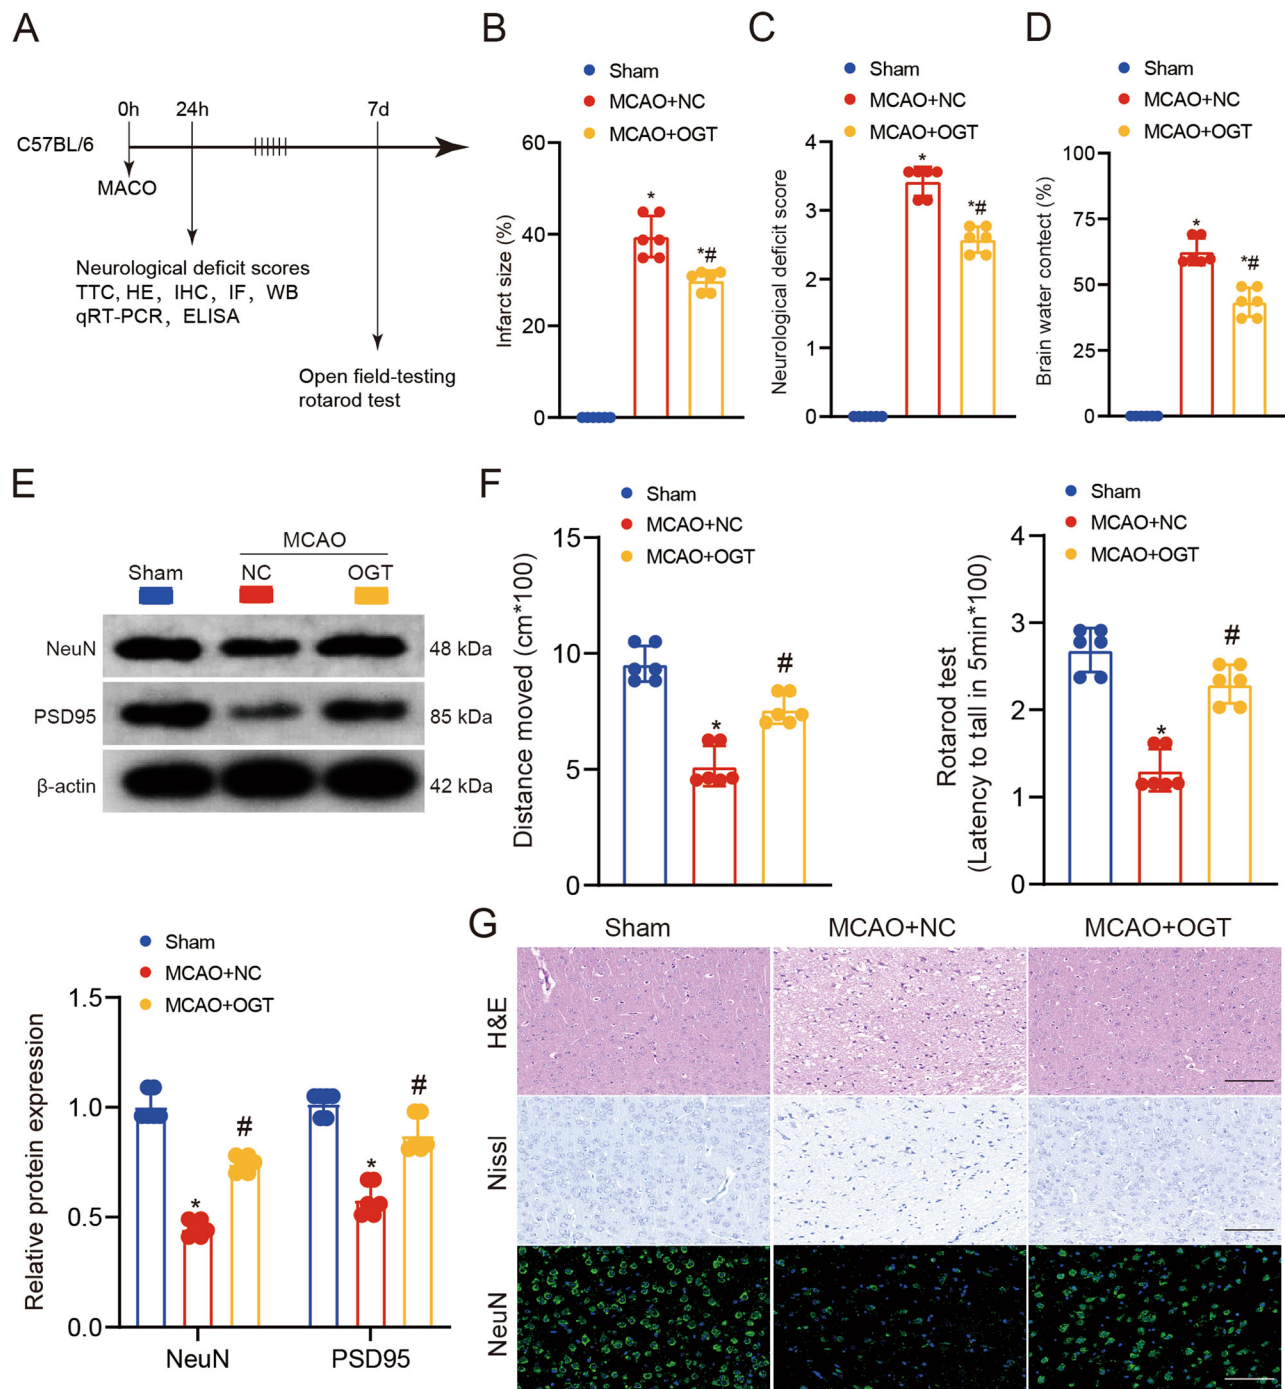 A
0h
24h
7d
C57BL/6
MACO
Neurological deficit scores
TTC, HE, IHC, IF, WB
qRT-PCR, ELISA
Open field-testing
rotarod test
B
Sham
MCAO+NC
MCAO+OGT
Infarct size (%)
60
40
20
0
*
*#
C
Sham
MCAO+NC
MCAO+OGT
Neurological deficit score
4
3
2
1
0
*
*#
D
Sham
MCAO+NC
MCAO+OGT
Brain water contect (%)
100
75
50
25
0
*
*#
E
MCAO
Sham
NC
OGT
NeuN
48 kDa
PSD95
85 kDa
β-actin
42 kDa
Sham
MCAO+NC
MCAO+OGT
Relative protein expression
1.5
1.0
0.5
0.0
*
#
*
#
NeuN
PSD95
F
Sham
MCAO+NC
MCAO+OGT
Distance moved (cm*100)
15
10
5
0
*
#
Sham
MCAO+NC
MCAO+OGT
Rotarod test
(Latency to tall in 5min*100)
4
3
2
1
0
*
#
G
Sham
MCAO+NC
MCAO+OGT
H&E
Nissl
NeuN